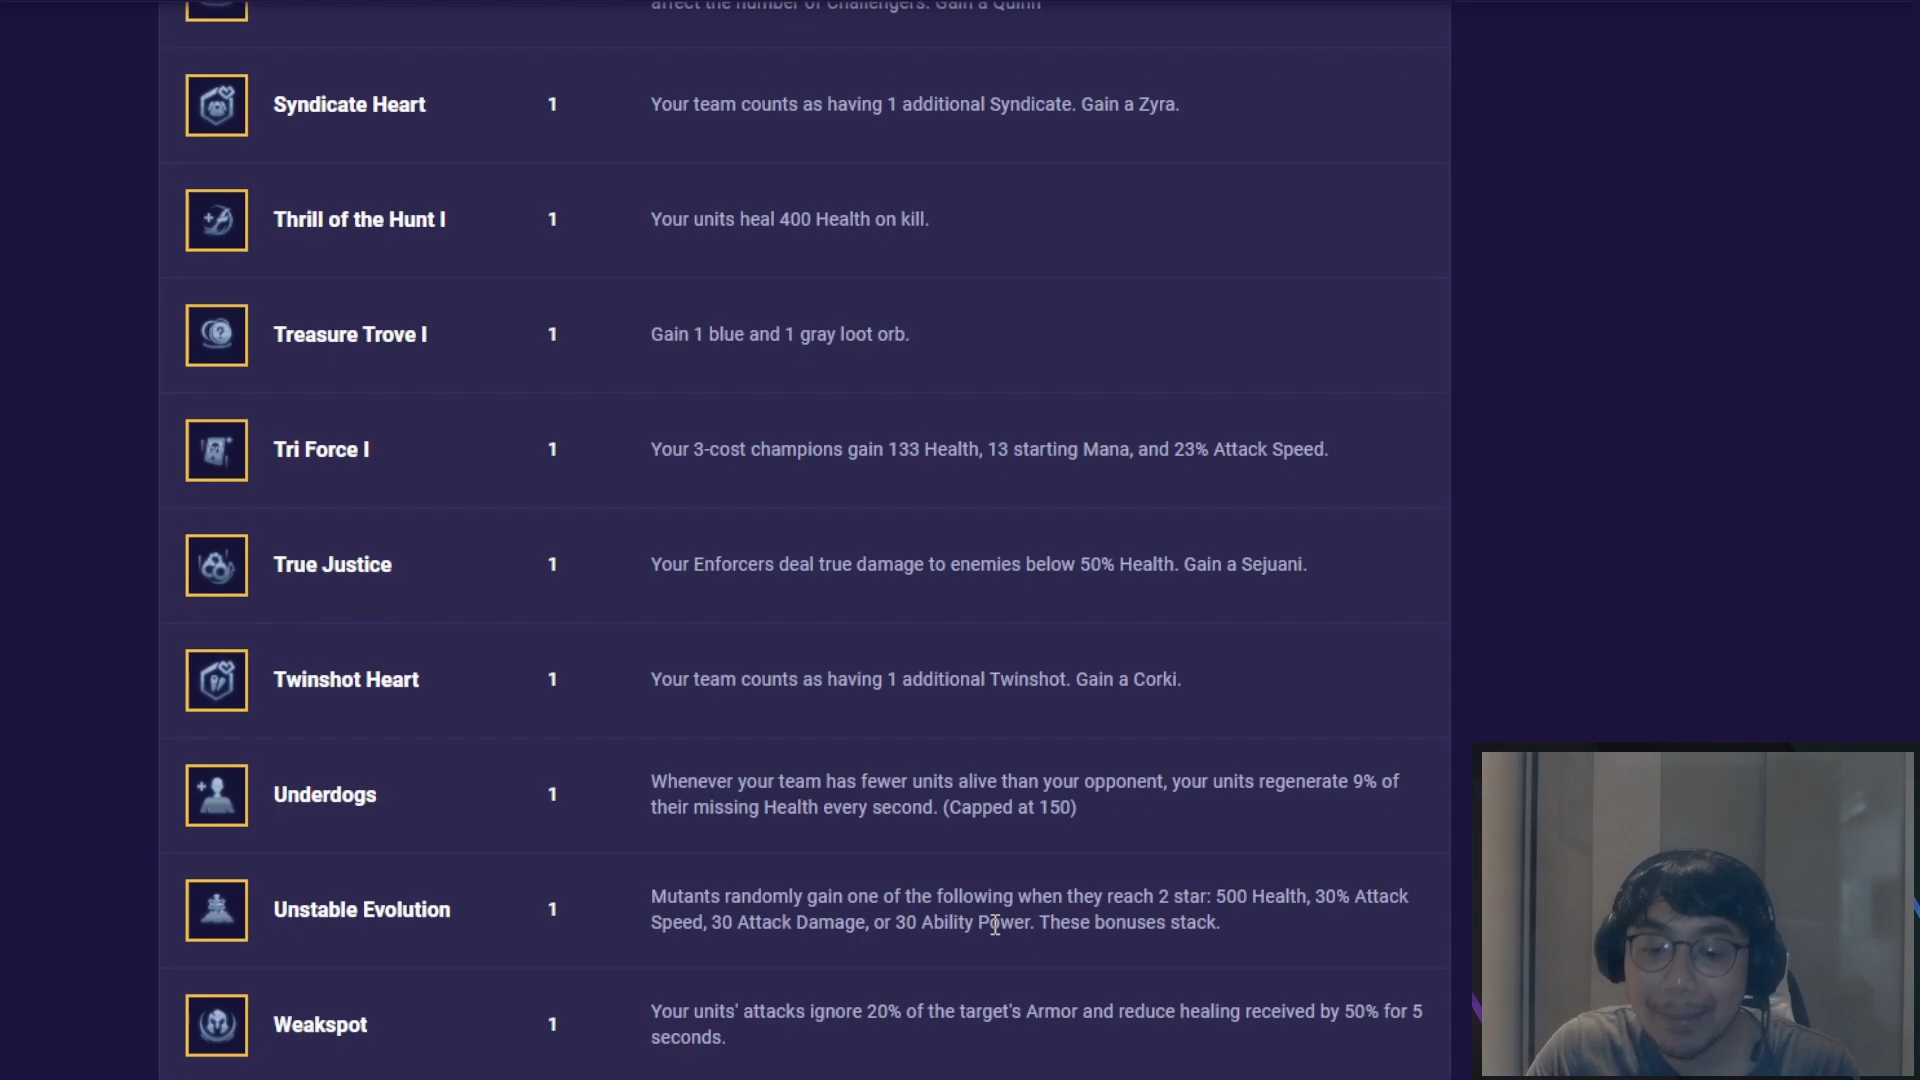 affect the number of Challengers. Gain a Quinn
Syndicate Heart 1 Your team counts as having 1 additional Syndicate. Gain a Zyra.
Thrill of the Hunt I 1 Your units heal 400 Health on kill.
Treasure Trove I 1 Gain 1 blue and 1 gray loot orb.
Tri Force I 1 Your 3-cost champions gain 133 Health, 13 starting Mana, and 23% Attack Speed.
True Justice 1 Your Enforcers deal true damage to enemies below 50% Health. Gain a Sejuani.
Twinshot Heart 1 Your team counts as having 1 additional Twinshot. Gain a Corki.
Underdogs 1 Whenever your team has fewer units alive than your opponent, your units regenerate 9% of
their missing Health every second. (Capped at 150)
Unstable Evolution 1 Mutants randomly gain one of the following when they reach 2 star: 500 Health, 30% Attack
Speed, 30 Attack Damage, or 30 Ability Power. These bonuses stack.
Weakspot 1 Your units' attacks ignore 20% of the target's Armor and reduce healing received by 50% for 5
seconds.